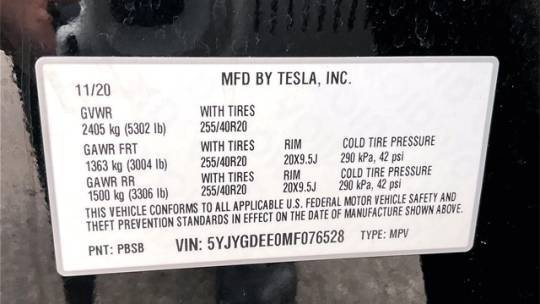 MFD BY TESLA, INC.
11/20
GVWR WITH TIRES
2405 kg (5302 lb) 255/40R20
GAWR FRT WITH TIRES RIM COLD TIRE PRESSURE
1363 kg (3004 lb) 255/40R20 20X9.5J 290 kPa, 42 psi
GAWR RR WITH TIRES RIM COLD TIRE PRESSURE
1500 kg (3306 lb) 255/40R20 20X9.5J 290 kPa, 42 psi
THIS VEHICLE CONFORMS TO ALL APPLICABLE U.S. FEDERAL MOTOR VEHICLE SAFETY AND
THEFT PREVENTION STANDARDS IN EFFECT ON THE DATE OF MANUFACTURE SHOWN ABOVE.
PNT: PBSB VIN: 5YJYGDEE0MF076528 TYPE: MPV